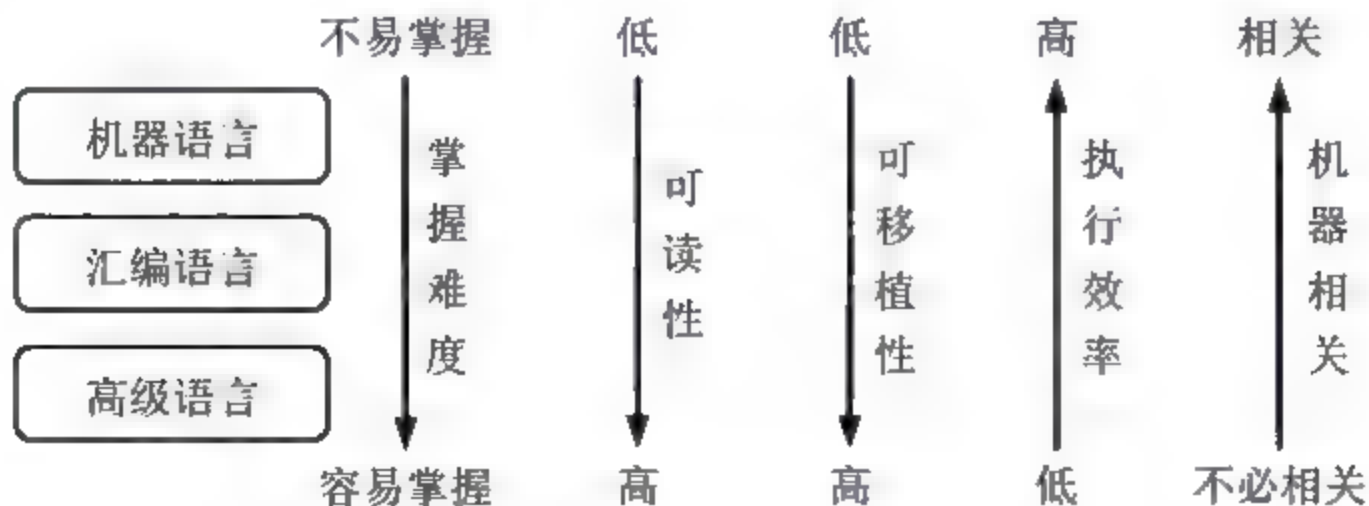 不易掌握 低 低 高 相关
机器语言
汇编语言
高级语言
掌握难度
可读性
可移植性
执行效率
机器相关
容易掌握 高 高 低 不必相关